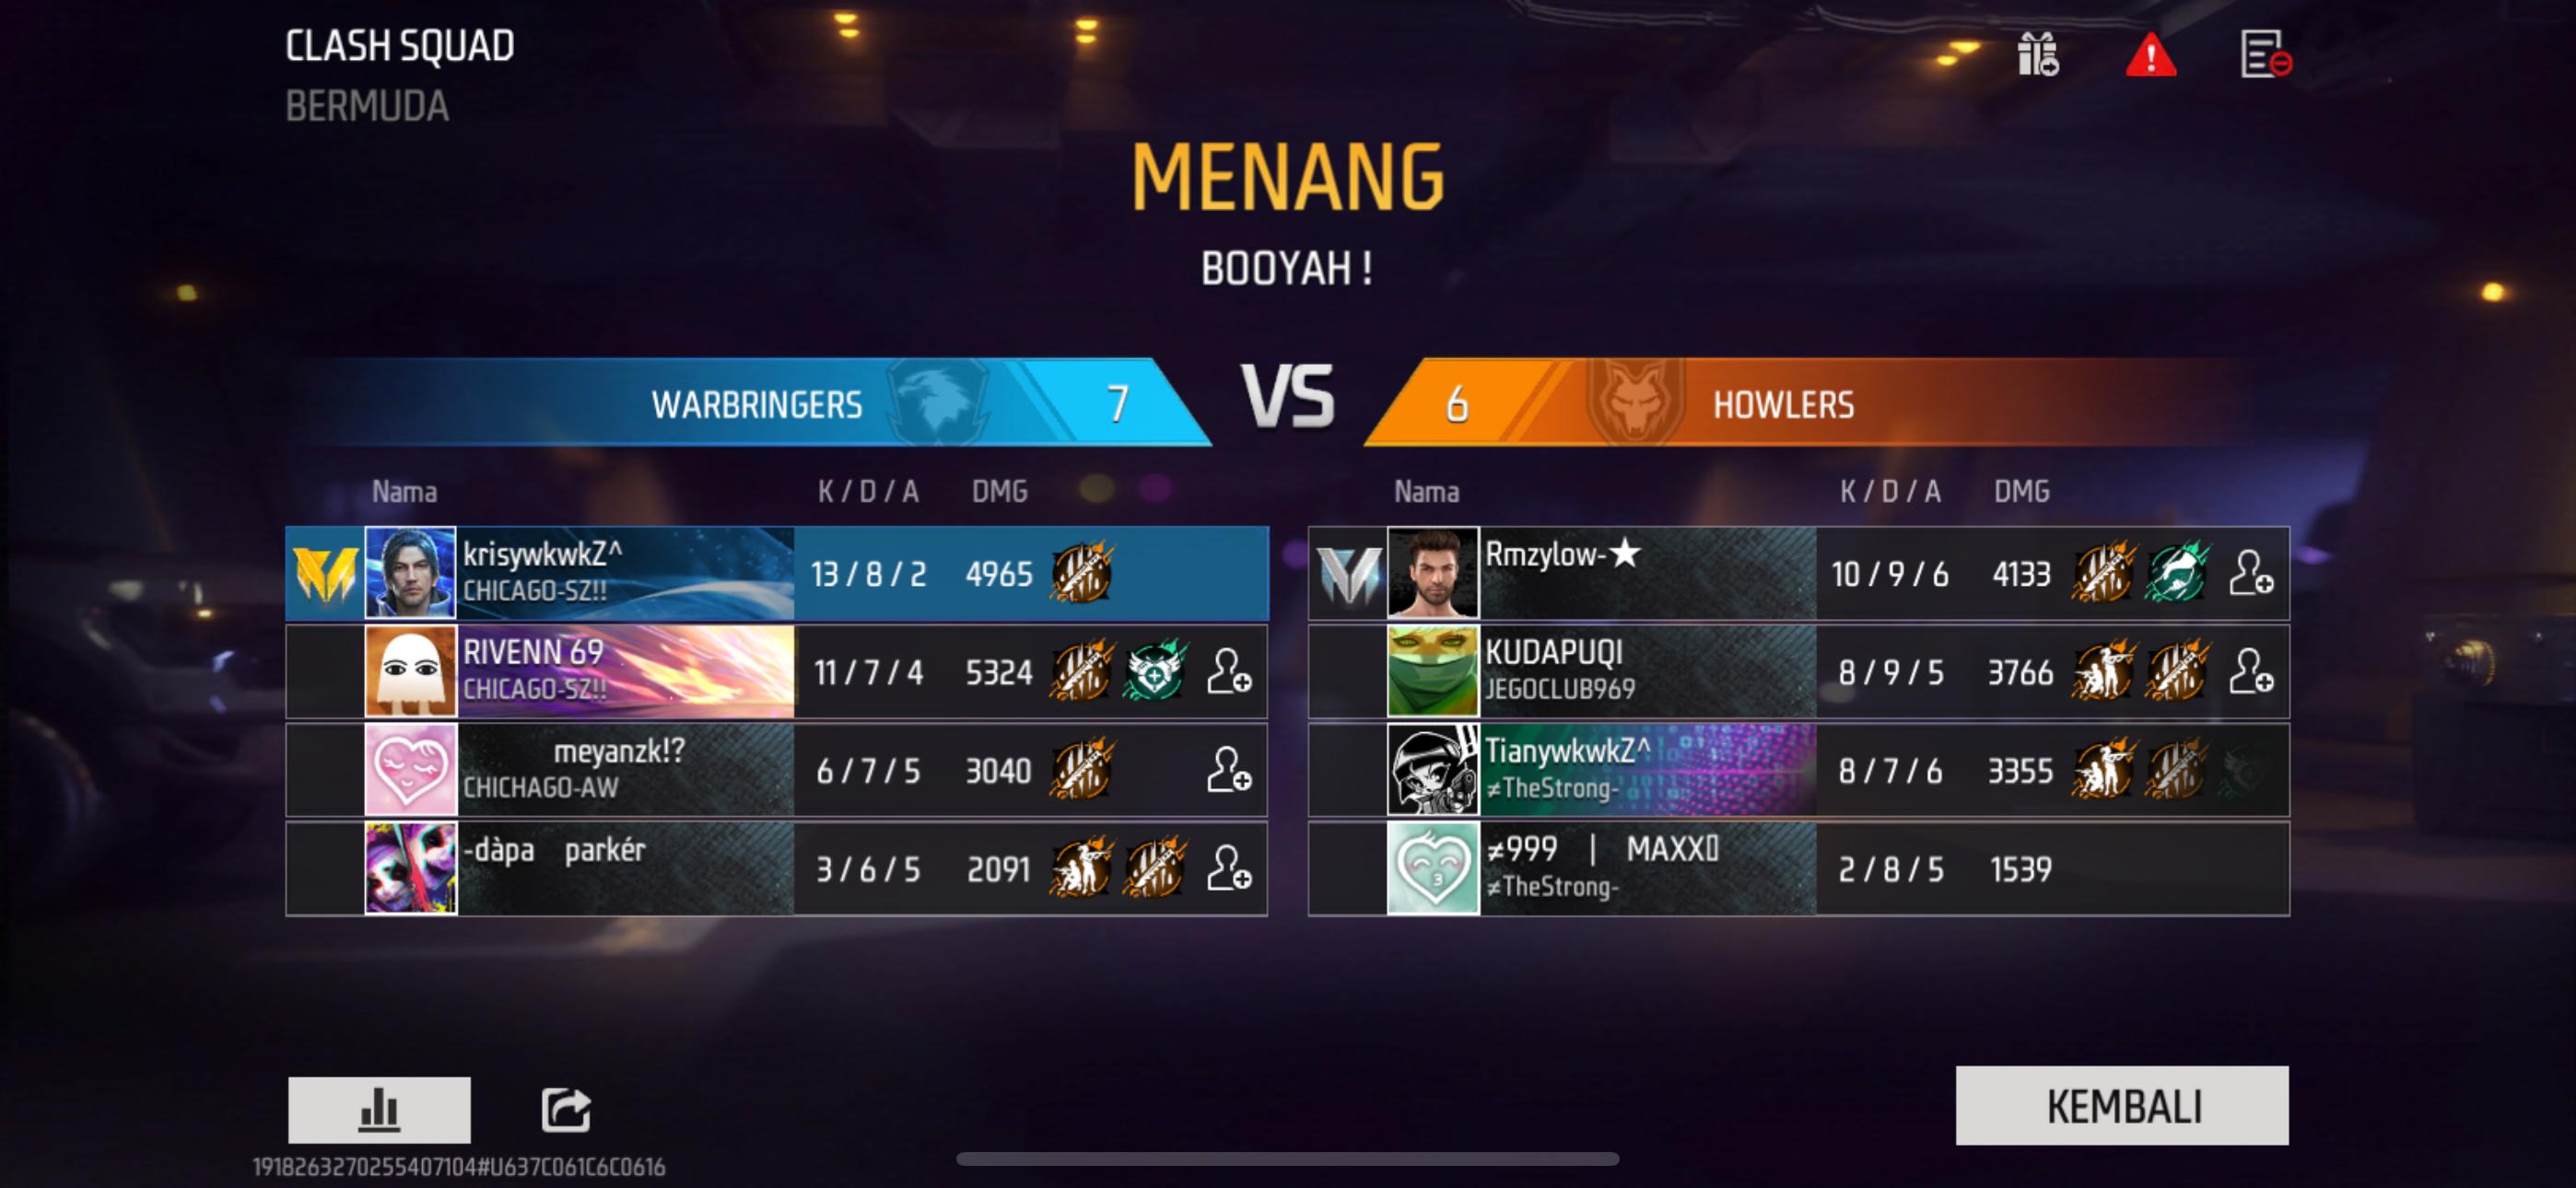 CLASH SQUAD
BERMUDA
MENANG
BOOYAH !
WARBRINGERS 7 VS 6 HOWLERS
Nama K / D / A DMG
krisywkwkZ^ 13 / 8 / 2 4965
CHICAGO-SZ!!
RIVENN 69 11 / 7 / 4 5324
CHICAGO-SZ!!
meyanzk!? 6 / 7 / 5 3040
CHICHAGO-AW
-dàpa parkér 3 / 6 / 5 2091
Nama K / D / A DMG
Rmzylow-★ 10 / 9 / 6 4133
KUDAPUQI 8 / 9 / 5 3766
JEGOCLUB969
TianywkwkZ^ 8 / 7 / 6 3355
≠TheStrong-
≠999 | MAXX▯ 2 / 8 / 5 1539
≠TheStrong-
KEMBALI
1918263270255407104#U637C061C6C0616